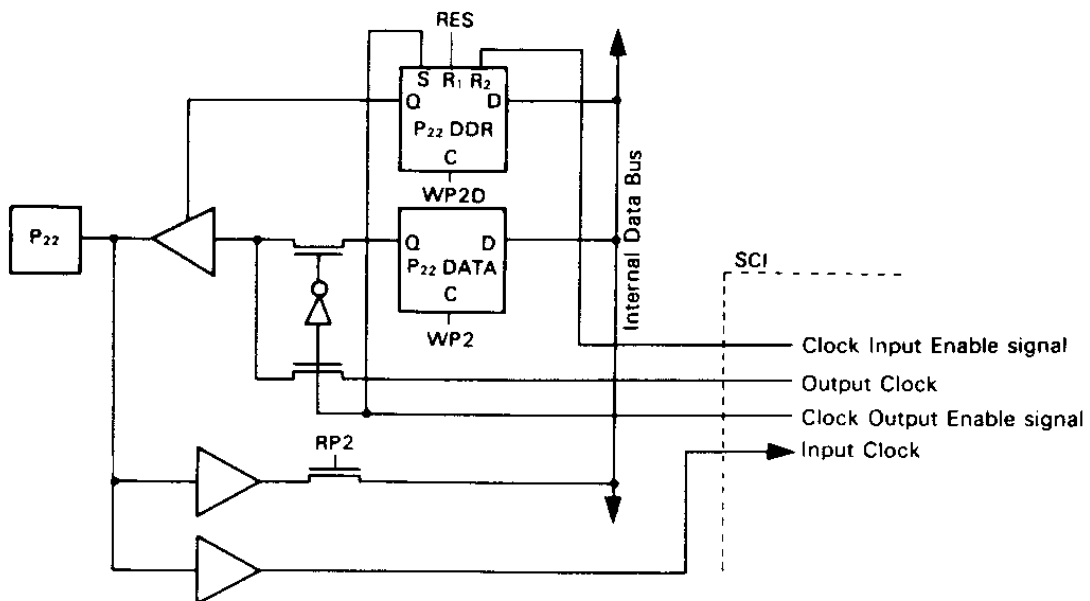 RES
S R₁ R₂
Q D
P₂₂ DDR
C
WP2D
P₂₂
Q D
P₂₂ DATA
C
WP2
Internal Data Bus
SCI
Clock Input Enable signal
Output Clock
Clock Output Enable signal
RP2
Input Clock